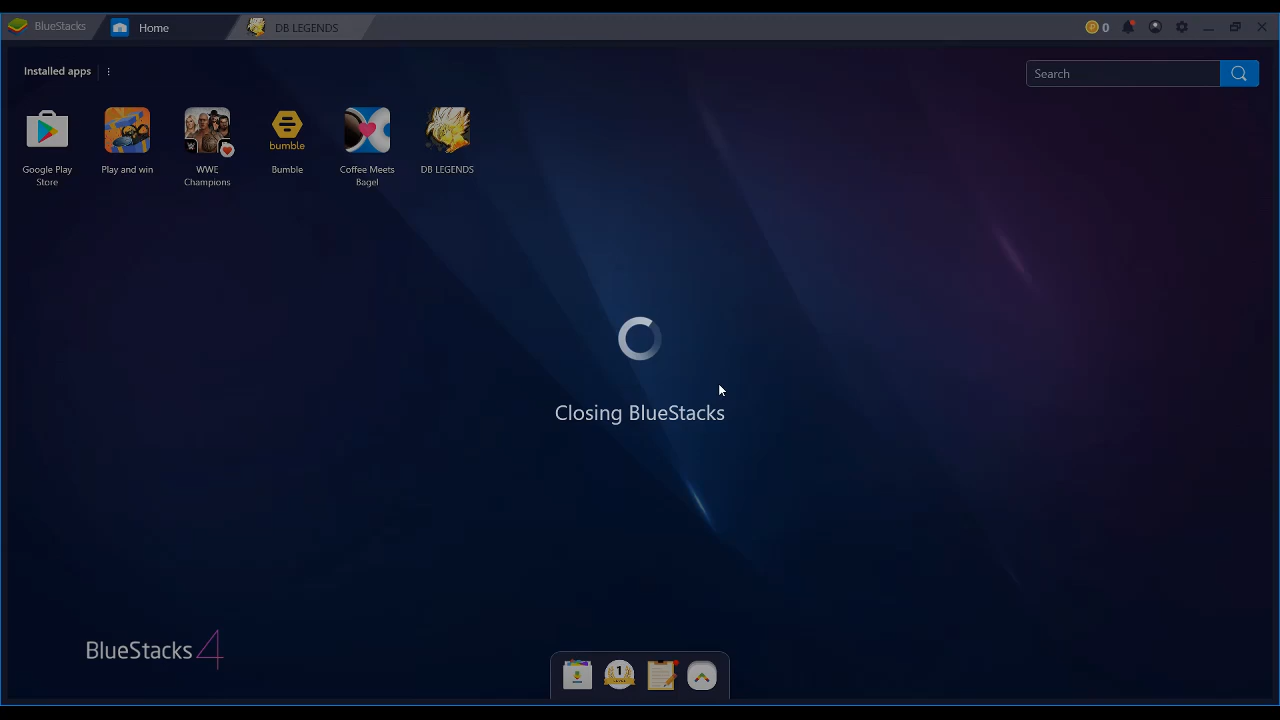 BlueStacks
Home
DB LEGENDS
0
Installed apps
Search
Google Play
Store
Play and win
WWE
Champions
bumble
Bumble
Coffee Meets
Bagel
DB LEGENDS
Closing BlueStacks
BlueStacks 4
1